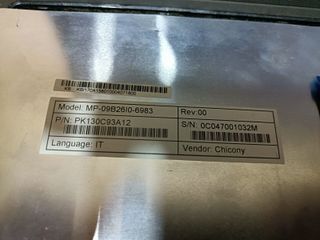 Model: MP-09B26I0-6983
Rev:00
P/N: PK130C93A12
S/N: 0C047001032M
Language: IT
Vendor: Chicony